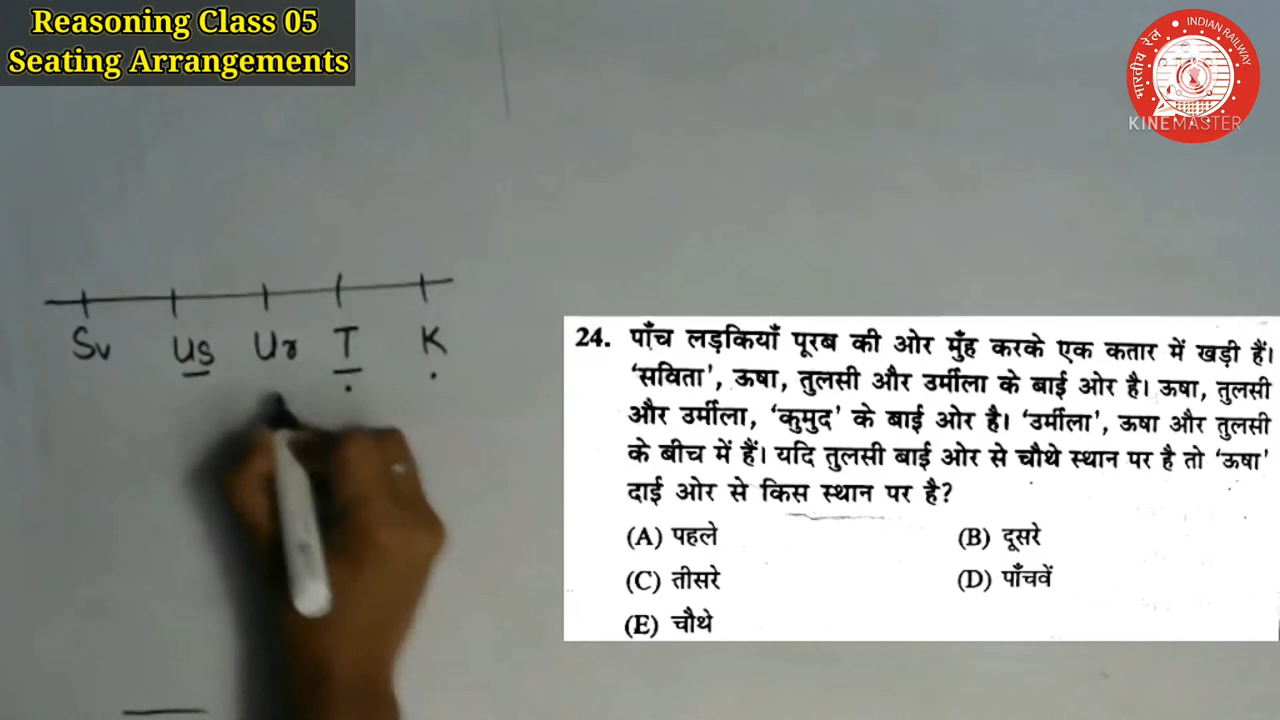 Reasoning Class 05
Seating Arrangements
भारतीय रेल • INDIAN RAILWAY
KINEMASTER
Sv Us Ur T K
24. पाँच लड़कियाँ पूरब की ओर मुँह करके एक कतार में खड़ी हैं।
'सविता', ऊषा, तुलसी और उर्मीला के बाई ओर है। ऊषा, तुलसी
और उर्मीला, 'कुमुद' के बाई ओर है। 'उर्मीला', ऊषा और तुलसी
के बीच में हैं। यदि तुलसी बाई ओर से चौथे स्थान पर है तो 'ऊषा'
दाई ओर से किस स्थान पर है?
(A) पहले (B) दूसरे
(C) तीसरे (D) पाँचवें
(E) चौथे